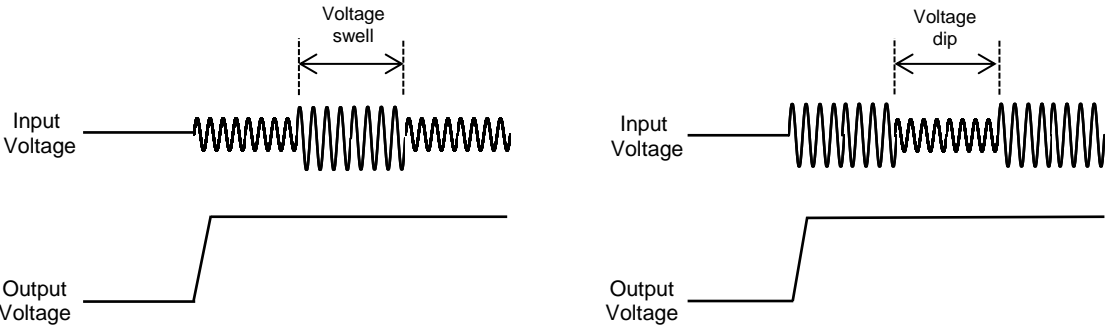 Voltage
swell
Input
Voltage
Output
Voltage
Voltage
dip
Input
Voltage
Output
Voltage